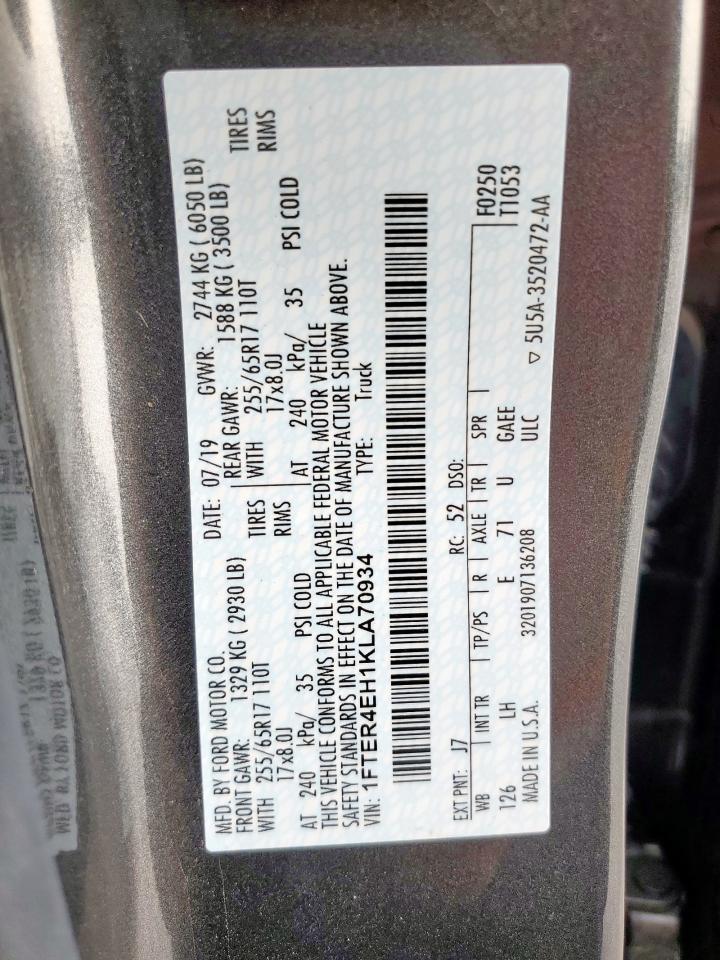 MFD. BY FORD MOTOR CO.
DATE: 07/19 GVWR: 2744 KG ( 6050 LB)
FRONT GAWR: 1329 KG ( 2930 LB) REAR GAWR: 1588 KG ( 3500 LB)
WITH 255/65R17 110T TIRES WITH 255/65R17 110T TIRES
17x8.0J RIMS 17x8.0J RIMS
AT 240 kPa/ 35 PSI COLD AT 240 kPa/ 35 PSI COLD
THIS VEHICLE CONFORMS TO ALL APPLICABLE FEDERAL MOTOR VEHICLE
SAFETY STANDARDS IN EFFECT ON THE DATE OF MANUFACTURE SHOWN ABOVE.
VIN: 1FTER4EH1KLA70934 TYPE: Truck
EXT PNT: J7 RC: 52 DSO: F0250
WB INT TR TP/PS R AXLE TR SPR T1053
126 LH E 71 U GAEE
MADE IN U.S.A. 3201907136208 ULC
▽ 5U5A-3520472-AA